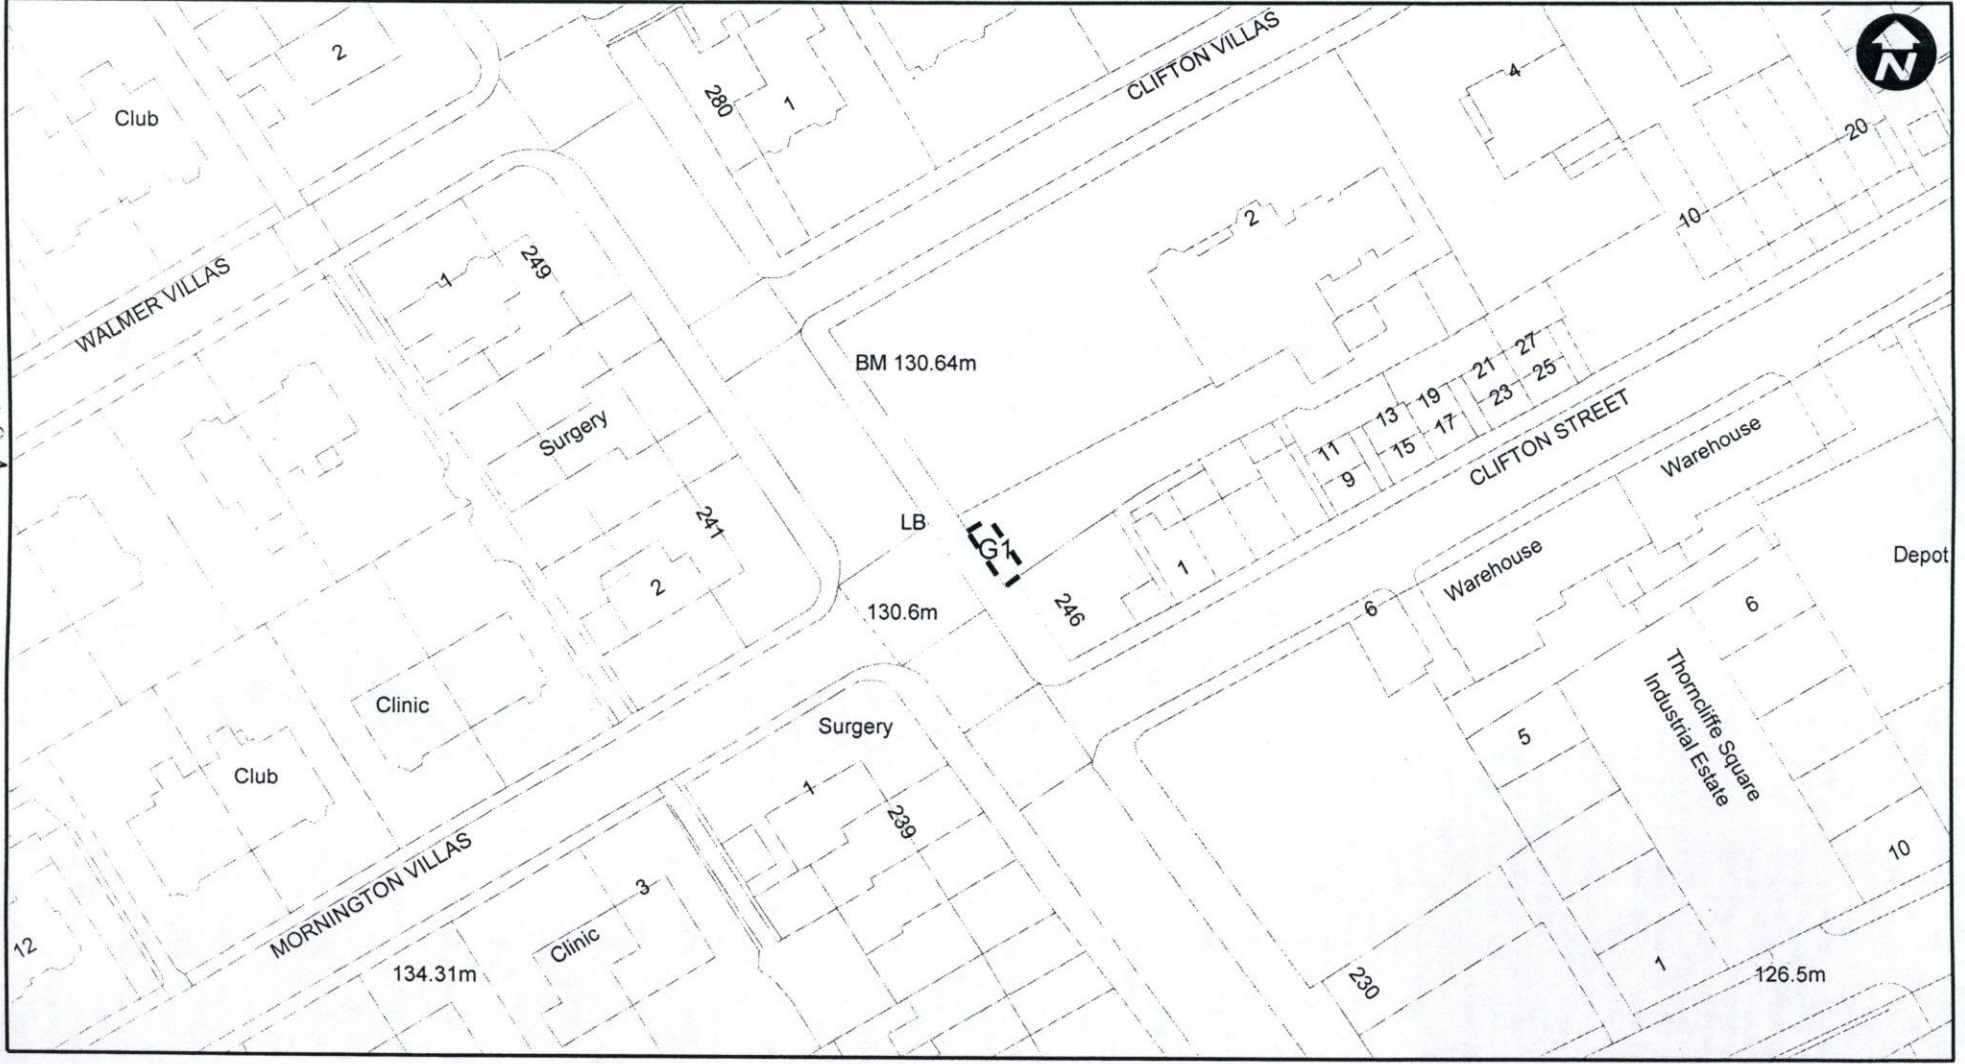 N
2
Club
280
1
CLIFTON VILLAS
4
20
10
2
249
1
WALMER VILLAS
BM 130.64m
27
21
25
19
23
13
17
11
15
9
CLIFTON STREET
Surgery
Warehouse
241
LB
G1
1
Warehouse
Depot
2
130.6m
246
6
6
Thorncliffe Square
Industrial Estate
Clinic
Surgery
5
Club
1
239
MORNINGTON VILLAS
3
10
12
Clinic
134.31m
230
1
126.5m